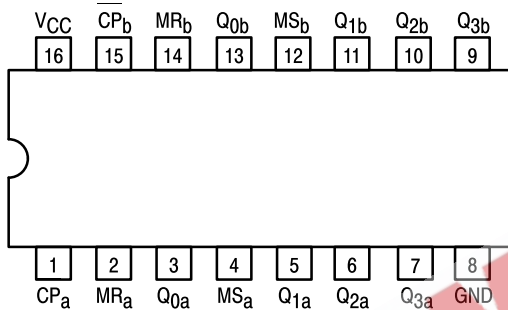 VCC CPb MRb Q0b MSb Q1b Q2b Q3b
16 15 14 13 12 11 10 9
1 2 3 4 5 6 7 8
CPa MRa Q0a MSa Q1a Q2a Q3a GND